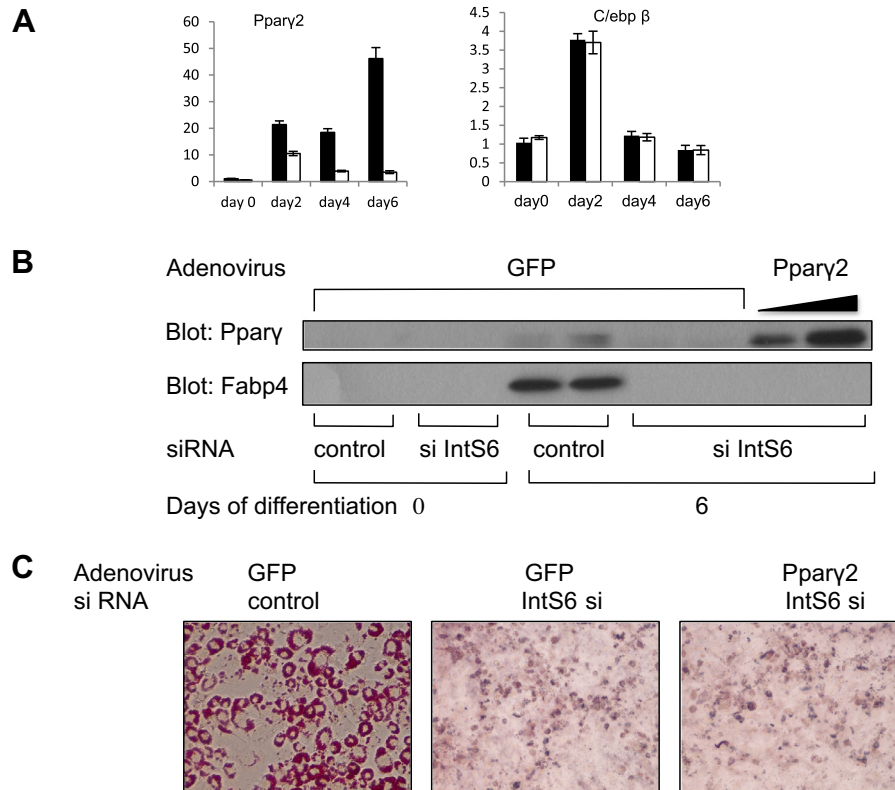 A
Pparγ2
60
50
40
30
20
10
0
day 0 day2 day4 day6
C/ebp β
4.5
4
3.5
3
2.5
2
1.5
1
0.5
0
day0 day2 day4 day6
B
Adenovirus GFP Pparγ2
Blot: Pparγ
Blot: Fabp4
siRNA control si IntS6 control si IntS6
Days of differentiation 0 6
C
Adenovirus GFP GFP Pparγ2
si RNA control IntS6 si IntS6 si